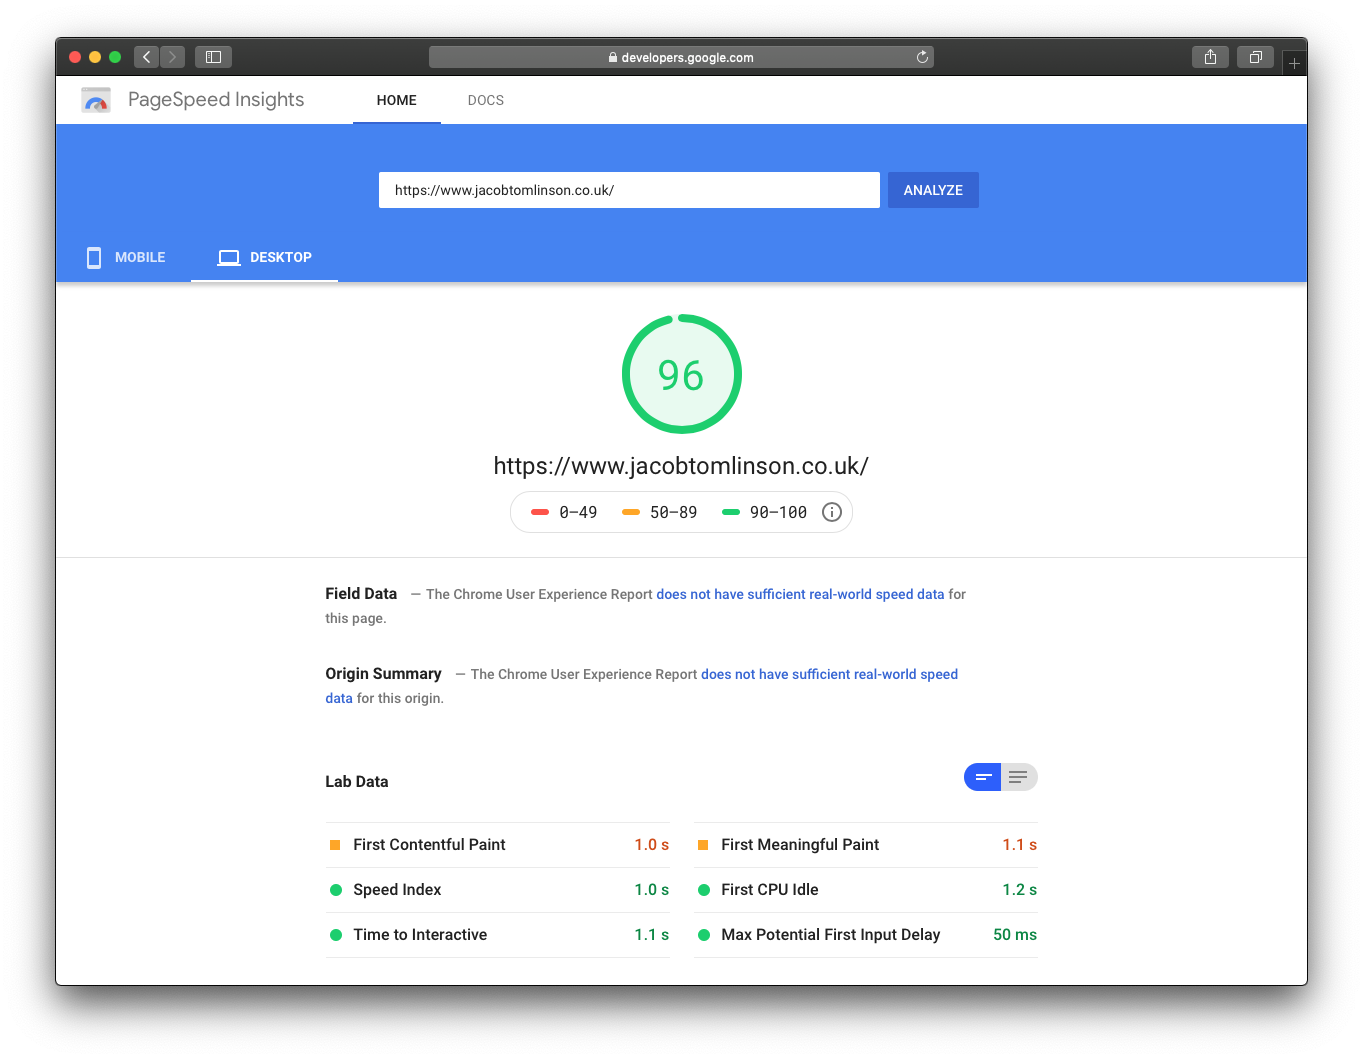 developers.google.com
PageSpeed Insights
HOME
DOCS
https://www.jacobtomlinson.co.uk/
ANALYZE
MOBILE
DESKTOP
96
https://www.jacobtomlinson.co.uk/
0–49
50–89
90–100
Field Data — The Chrome User Experience Report does not have sufficient real-world speed data for
this page.
Origin Summary — The Chrome User Experience Report does not have sufficient real-world speed
data for this origin.
Lab Data
First Contentful Paint 1.0 s
First Meaningful Paint 1.1 s
Speed Index 1.0 s
First CPU Idle 1.2 s
Time to Interactive 1.1 s
Max Potential First Input Delay 50 ms